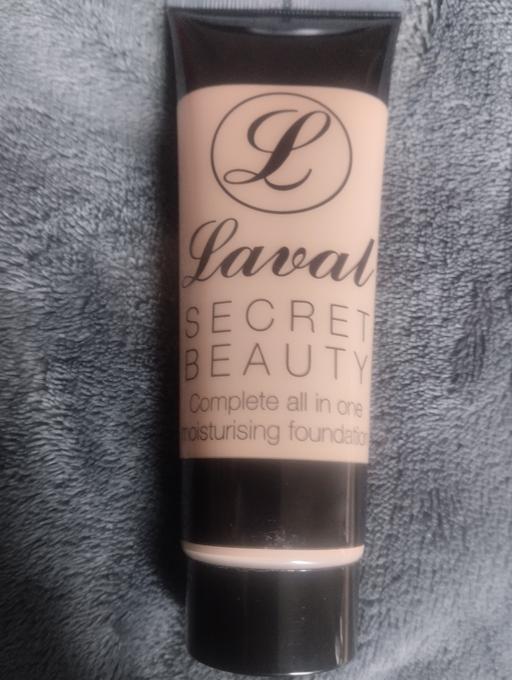 L
Laval
SECRET
BEAUTY
Complete all in one
moisturising foundation